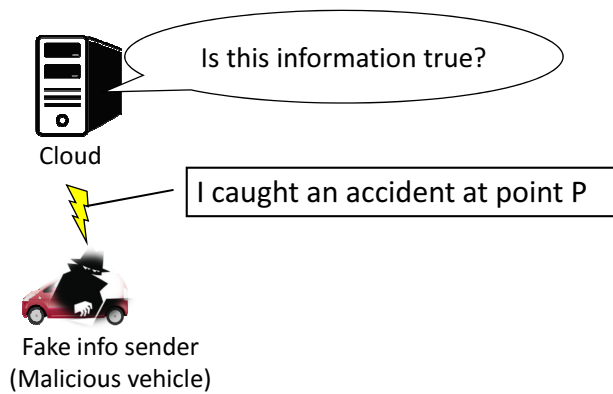 Is this information true?
Cloud
I caught an accident at point P
Fake info sender
(Malicious vehicle)